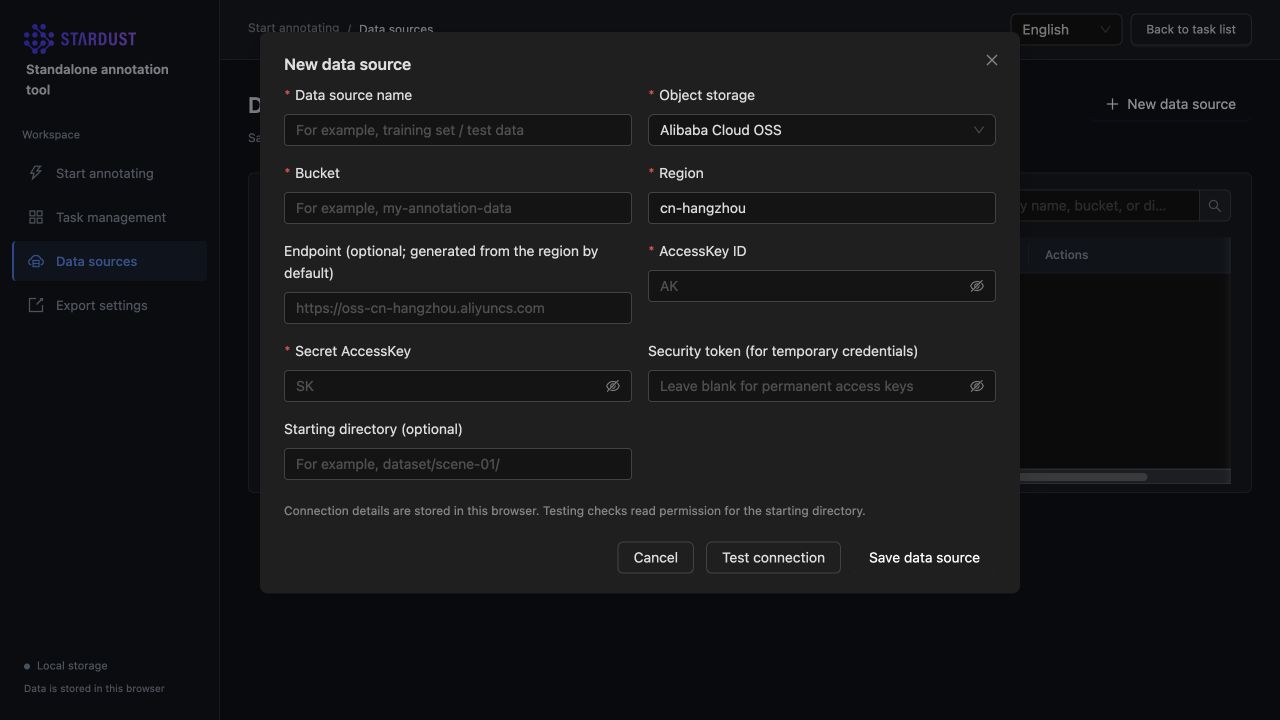 STARDUST
Standalone annotation
tool
Workspace
Start annotating
Task management
Data sources
Export settings
Local storage
Data is stored in this browser
Start annotating / Data sources
English
Back to task list
New data source
y name, bucket, or di...
Actions
New data source
* Data source name
For example, training set / test data
* Object storage
Alibaba Cloud OSS
* Bucket
For example, my-annotation-data
* Region
cn-hangzhou
Endpoint (optional; generated from the region by
default)
https://oss-cn-hangzhou.aliyuncs.com
* AccessKey ID
AK
* Secret AccessKey
SK
Security token (for temporary credentials)
Leave blank for permanent access keys
Starting directory (optional)
For example, dataset/scene-01/
Connection details are stored in this browser. Testing checks read permission for the starting directory.
Cancel
Test connection
Save data source